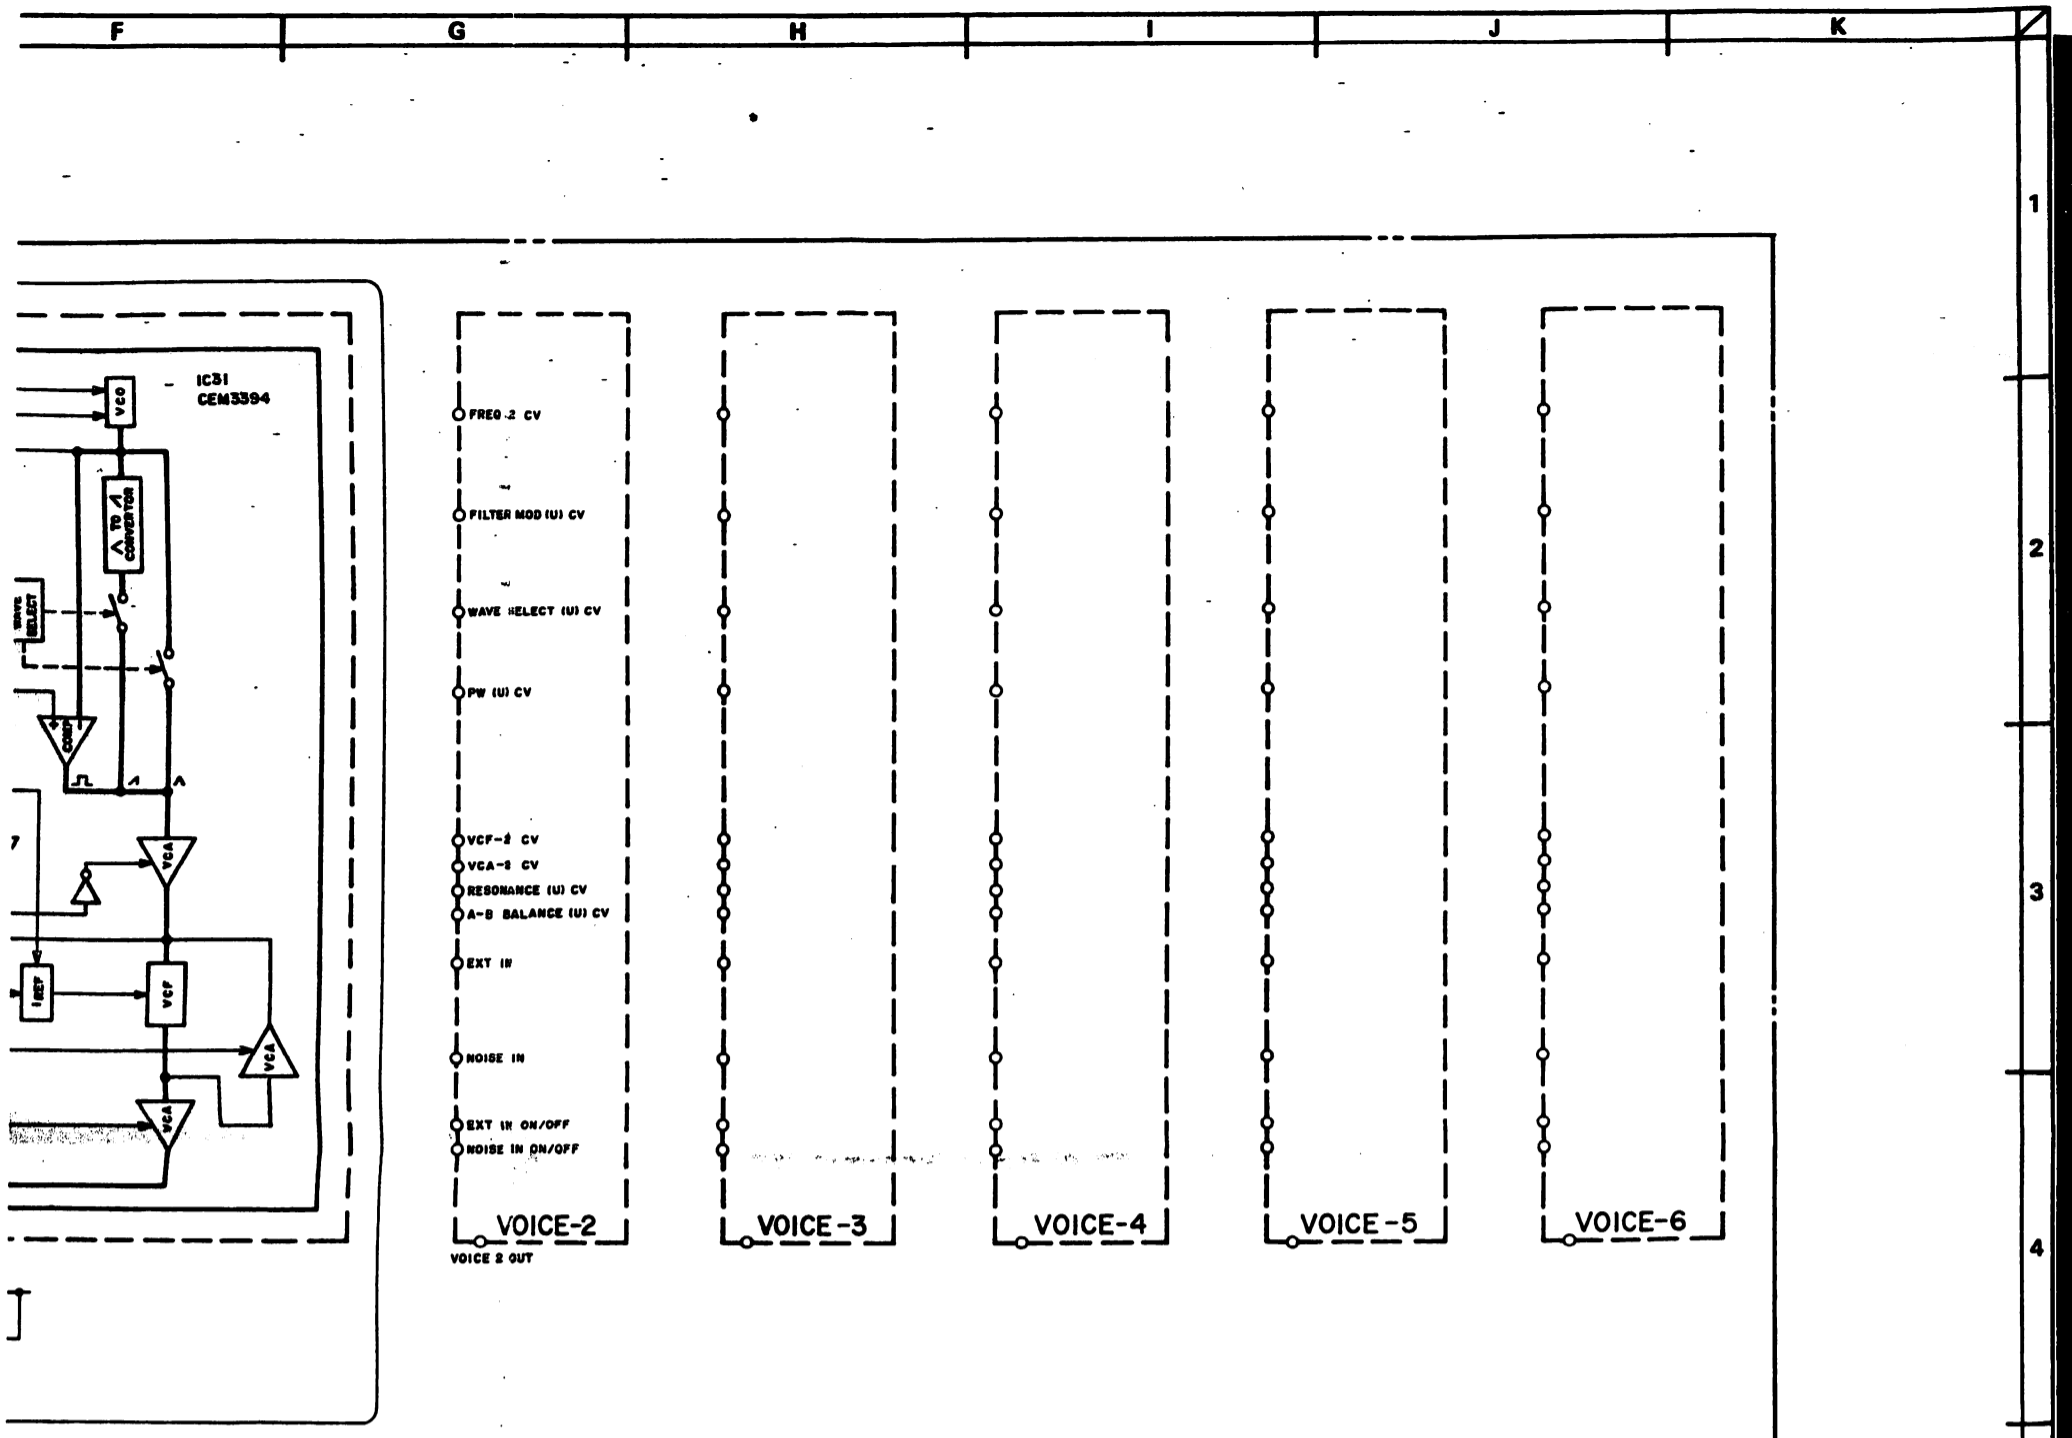 F G H I J K
1
2
3
4
IC31
CEM3394
VCO
TO
CONVERTOR
WAVE
SELECT
COMP
7
VCA
IREF
VCF
VCA
VCA
FREQ-2 CV
FILTER MOD (U) CV
WAVE SELECT (U) CV
PW (U) CV
VCF-2 CV
VCA-2 CV
RESONANCE (U) CV
A-B BALANCE (U) CV
EXT IN
NOISE IN
EXT IN ON/OFF
NOISE IN ON/OFF
VOICE-2
VOICE 2 OUT
VOICE-3
VOICE-4
VOICE-5
VOICE-6